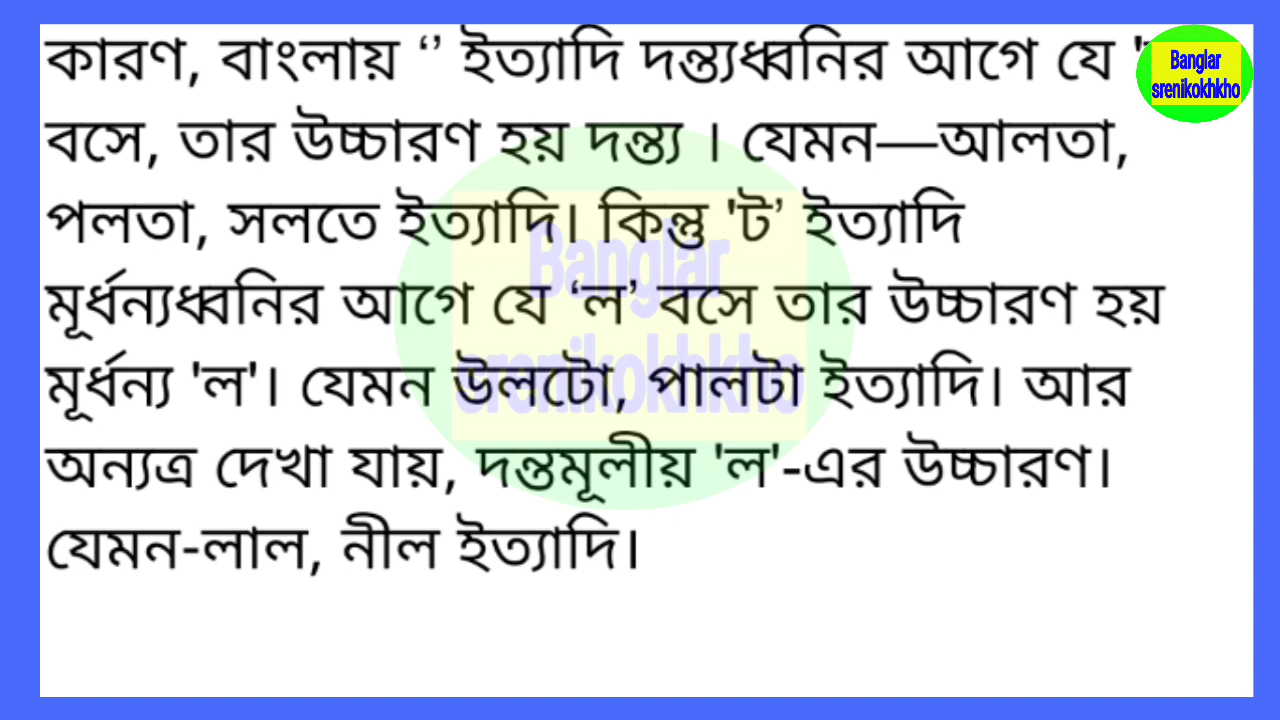 কারণ, বাংলায় ‘’ ইত্যাদি দন্ত্যধ্বনির আগে যে
বসে, তার উচ্চারণ হয় দন্ত্য । যেমন—আলতা,
পলতা, সলতে ইত্যাদি। কিন্তু 'ট’ ইত্যাদি
মূর্ধন্যধ্বনির আগে যে ‘ল’ বসে তার উচ্চারণ হয়
মূর্ধন্য 'ল'। যেমন উলটো, পালটা ইত্যাদি। আর
অন্যত্র দেখা যায়, দন্তমূলীয় 'ল'-এর উচ্চারণ।
যেমন-লাল, নীল ইত্যাদি।
Banglar
srenikokhkho
Banglar
srenikokhkho